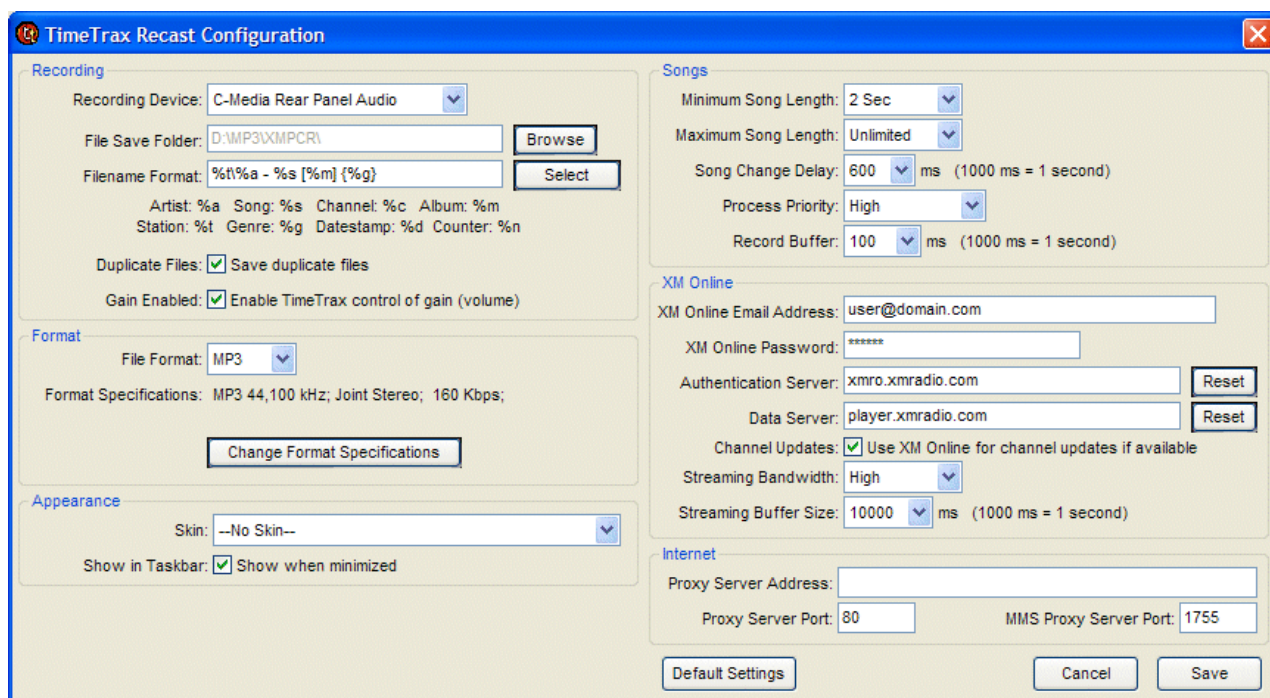 TimeTrax Recast Configuration
Recording
Recording Device: C-Media Rear Panel Audio
File Save Folder: D:\MP3\XMPCR\ Browse
Filename Format: %t\%a - %s [%m] {%g} Select
Artist: %a Song: %s Channel: %c Album: %m
Station: %t Genre: %g Datestamp: %d Counter: %n
Duplicate Files: Save duplicate files
Gain Enabled: Enable TimeTrax control of gain (volume)
Format
File Format: MP3
Format Specifications: MP3 44,100 kHz; Joint Stereo; 160 Kbps;
Change Format Specifications
Appearance
Skin: --No Skin--
Show in Taskbar: Show when minimized
Songs
Minimum Song Length: 2 Sec
Maximum Song Length: Unlimited
Song Change Delay: 600 ms (1000 ms = 1 second)
Process Priority: High
Record Buffer: 100 ms (1000 ms = 1 second)
XM Online
XM Online Email Address: user@domain.com
XM Online Password: ******
Authentication Server: xmro.xmradio.com Reset
Data Server: player.xmradio.com Reset
Channel Updates: Use XM Online for channel updates if available
Streaming Bandwidth: High
Streaming Buffer Size: 10000 ms (1000 ms = 1 second)
Internet
Proxy Server Address:
Proxy Server Port: 80 MMS Proxy Server Port: 1755
Default Settings Cancel Save